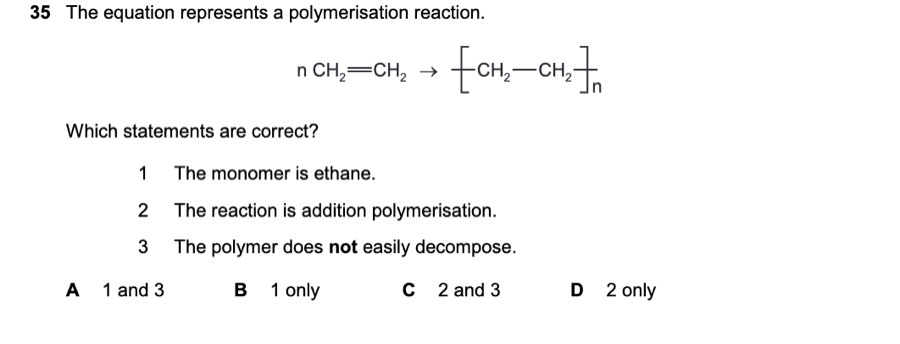 35 The equation represents a polymerisation reaction.
n CH₂=CH₂ → [CH₂—CH₂]n
Which statements are correct?
1 The monomer is ethane.
2 The reaction is addition polymerisation.
3 The polymer does not easily decompose.
A 1 and 3 B 1 only C 2 and 3 D 2 only